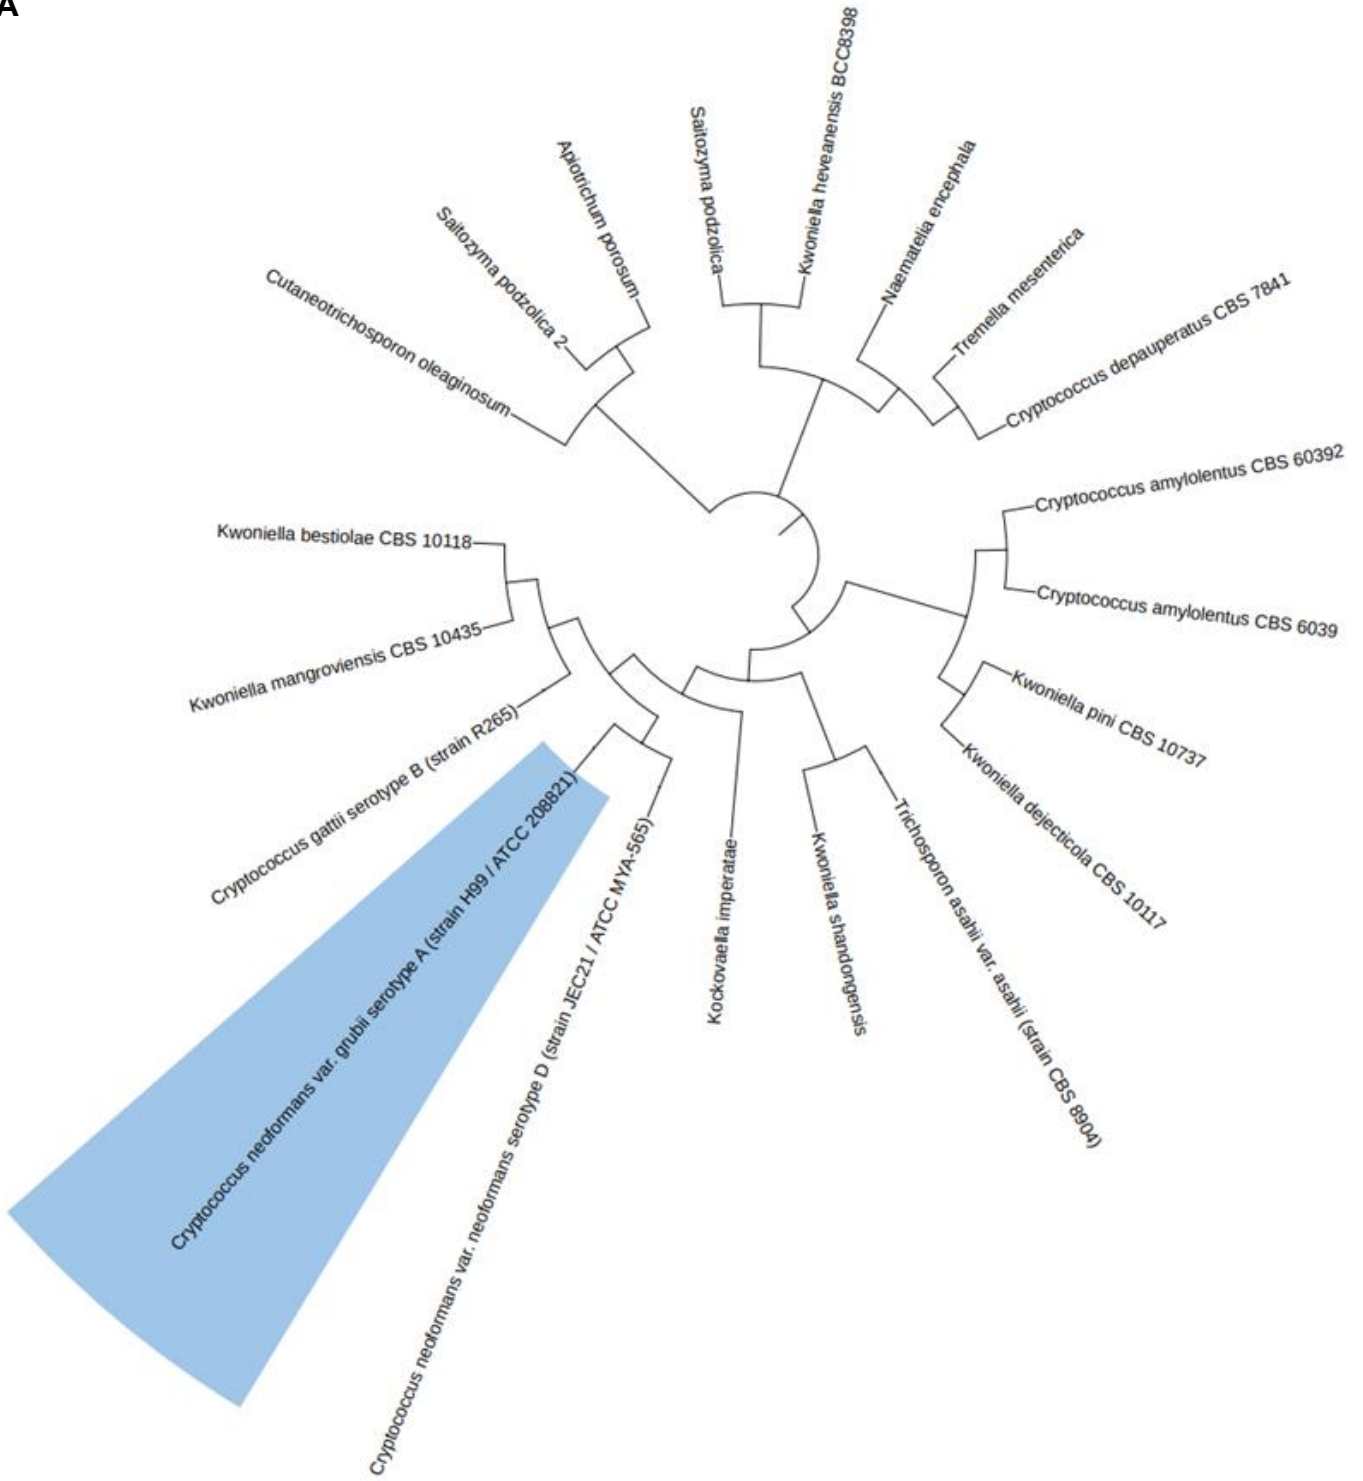 A
Saitozyma podzolica
Kwoniella heveanensis BCC8398
Naematelia encephala
Tremella mesenterica
Cryptococcus depauperatus CBS 7841
Cryptococcus amylolentus CBS 60392
Cryptococcus amylolentus CBS 6039
Kwoniella pini CBS 10737
Kwoniella dejecticola CBS 10117
Trichosporon asahii var. asahii (strain CBS 8904)
Kwoniella shandongensis
Kockovaella imperatae
Cryptococcus neoformans var. neoformans serotype D (strain JEC21 / ATCC MYA-565)
Cryptococcus neoformans var. grubii serotype A (strain H99 / ATCC 208821)
Cryptococcus gattii serotype B (strain R265)
Kwoniella mangroviensis CBS 10435
Kwoniella bestiolae CBS 10118
Cutaneotrichosporon oleaginosum
Saitozyma podzolica 2
Apiotrichum porosum